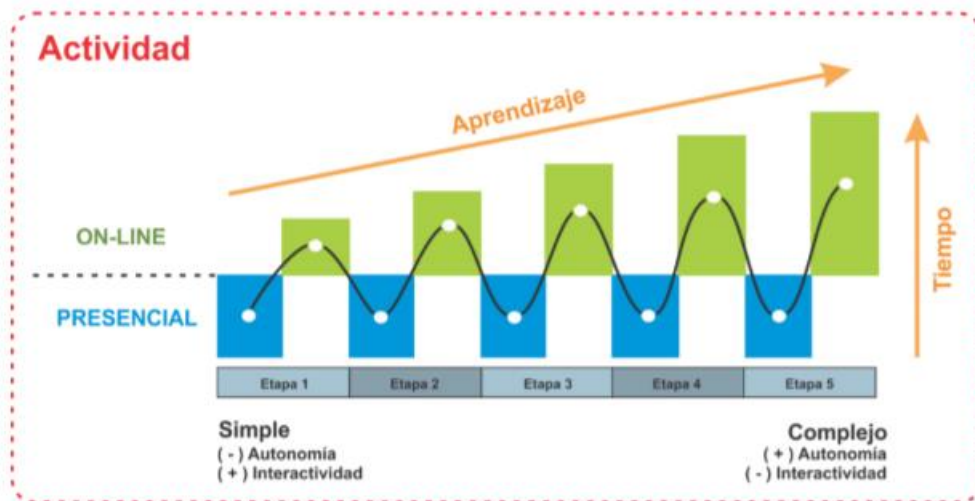 Actividad
Aprendizaje
ON-LINE
PRESENCIAL
Tiempo
Etapa 1
Etapa 2
Etapa 3
Etapa 4
Etapa 5
Simple
( - ) Autonomía
( + ) Interactividad
Complejo
( + ) Autonomía
( - ) Interactividad